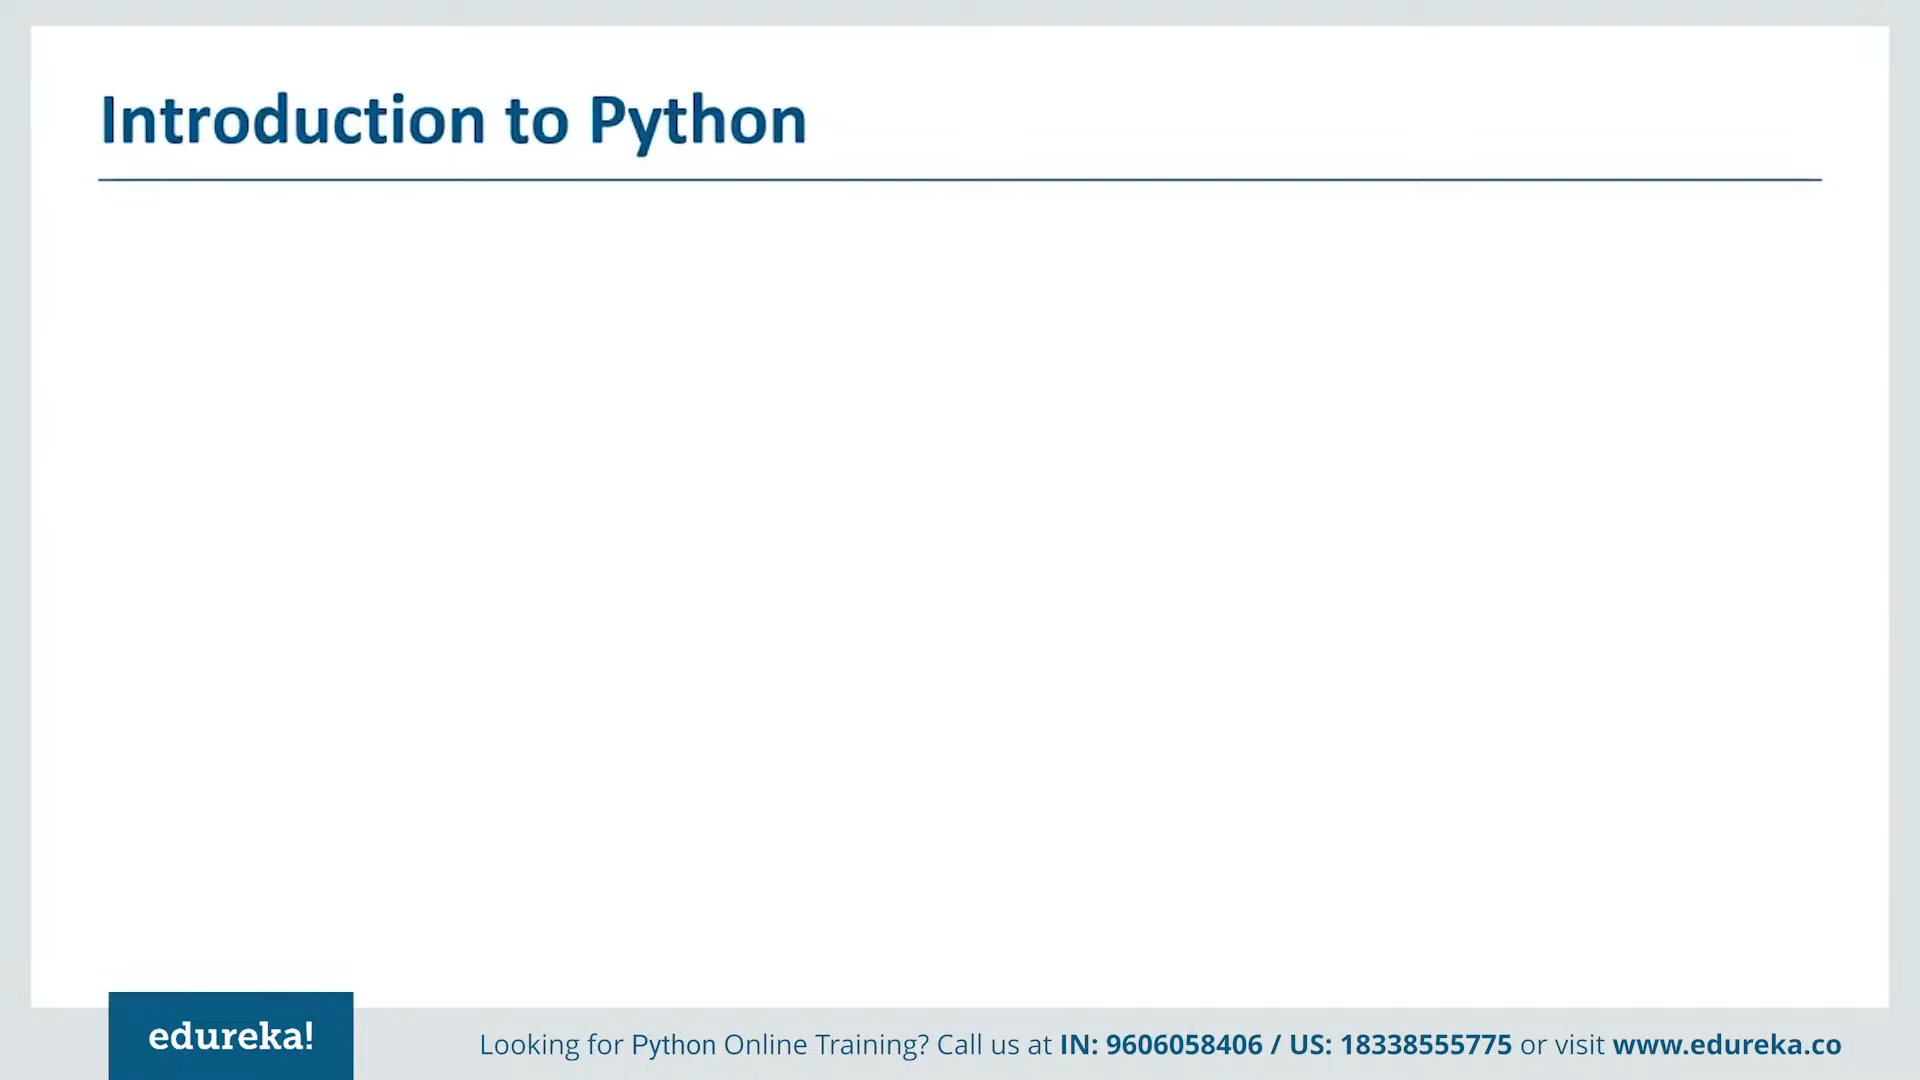 Introduction to Python
edureka!
Looking for Python Online Training? Call us at IN: 9606058406 / US: 18338555775 or visit www.edureka.co